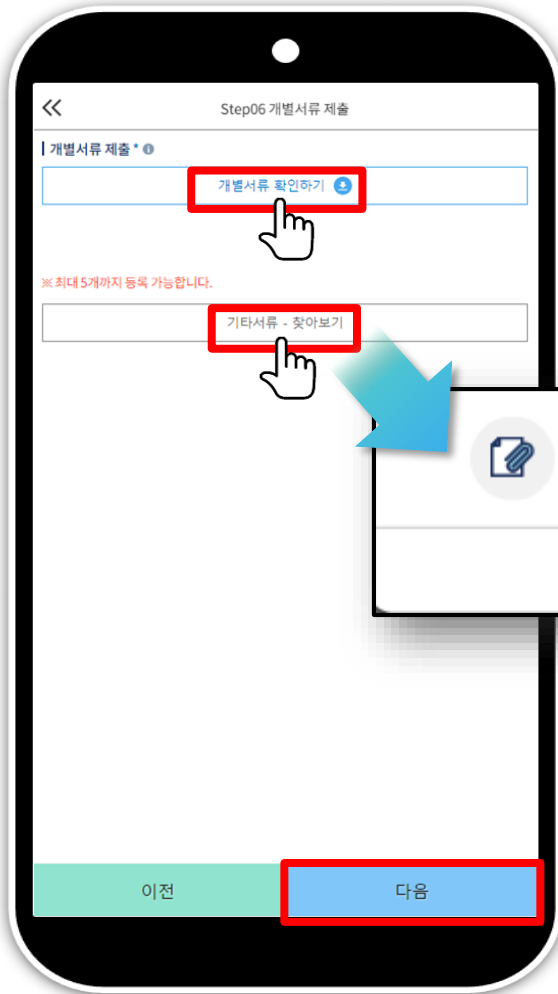 Step06 개별서류 제출
개별서류 제출 *
개별서류 확인하기
※ 최대 5개까지 등록 가능합니다.
기타서류 - 찾아보기
이전
다음